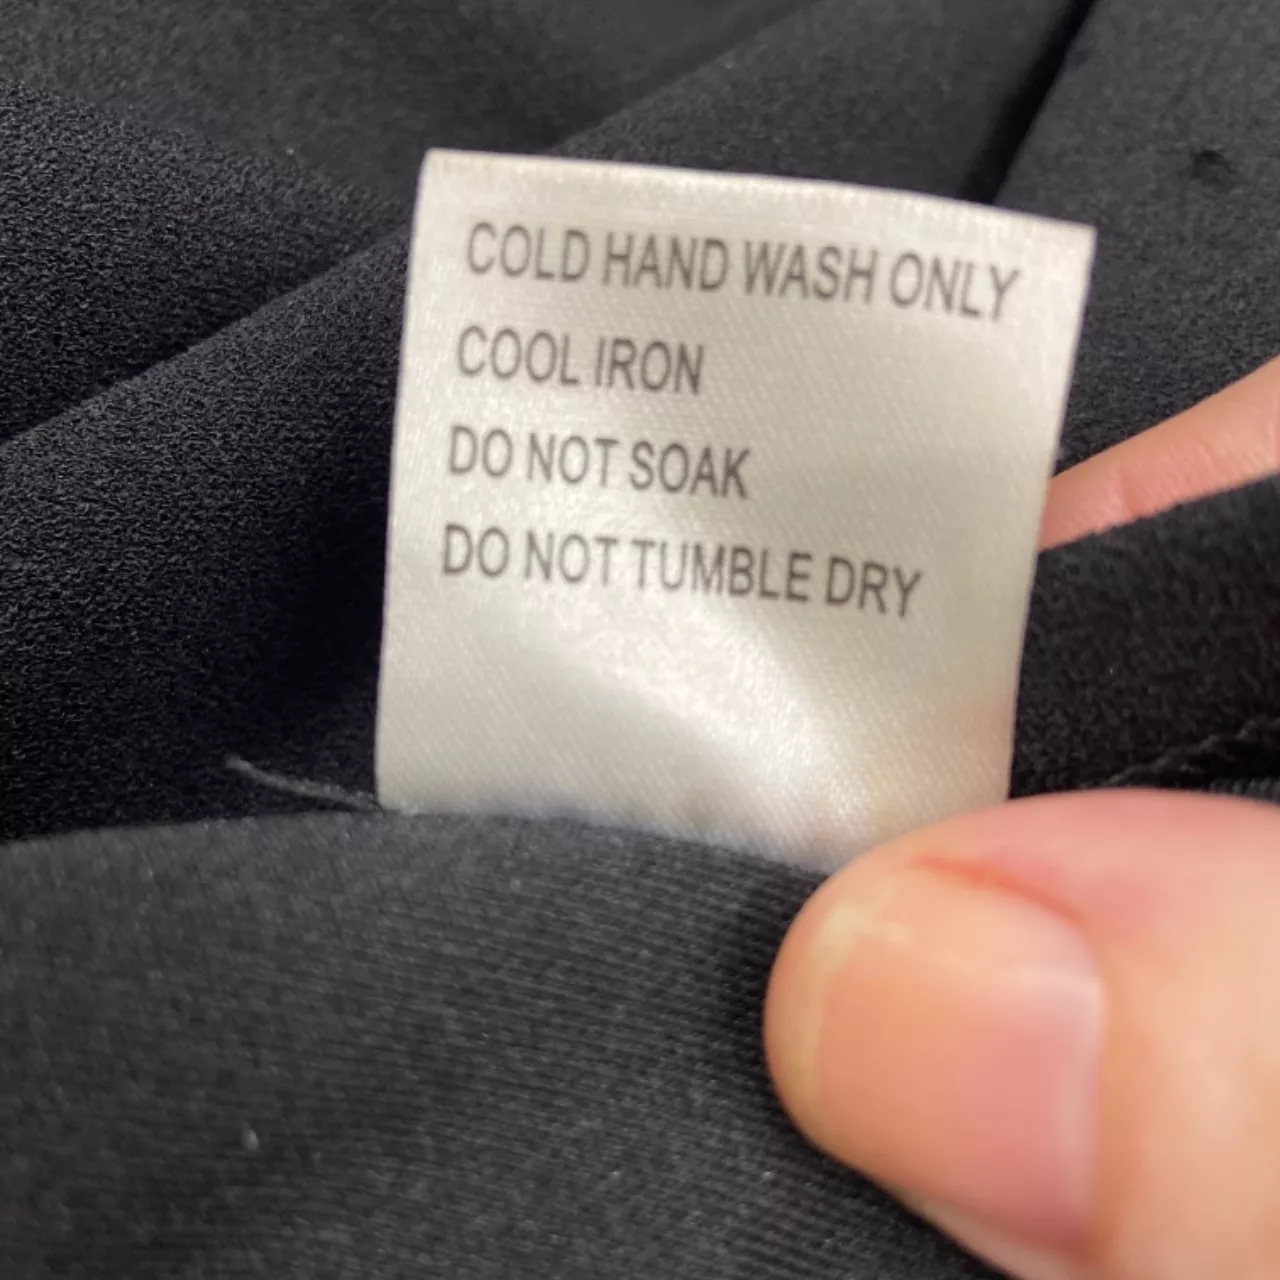 COLD HAND WASH ONLY
COOL IRON
DO NOT SOAK
DO NOT TUMBLE DRY